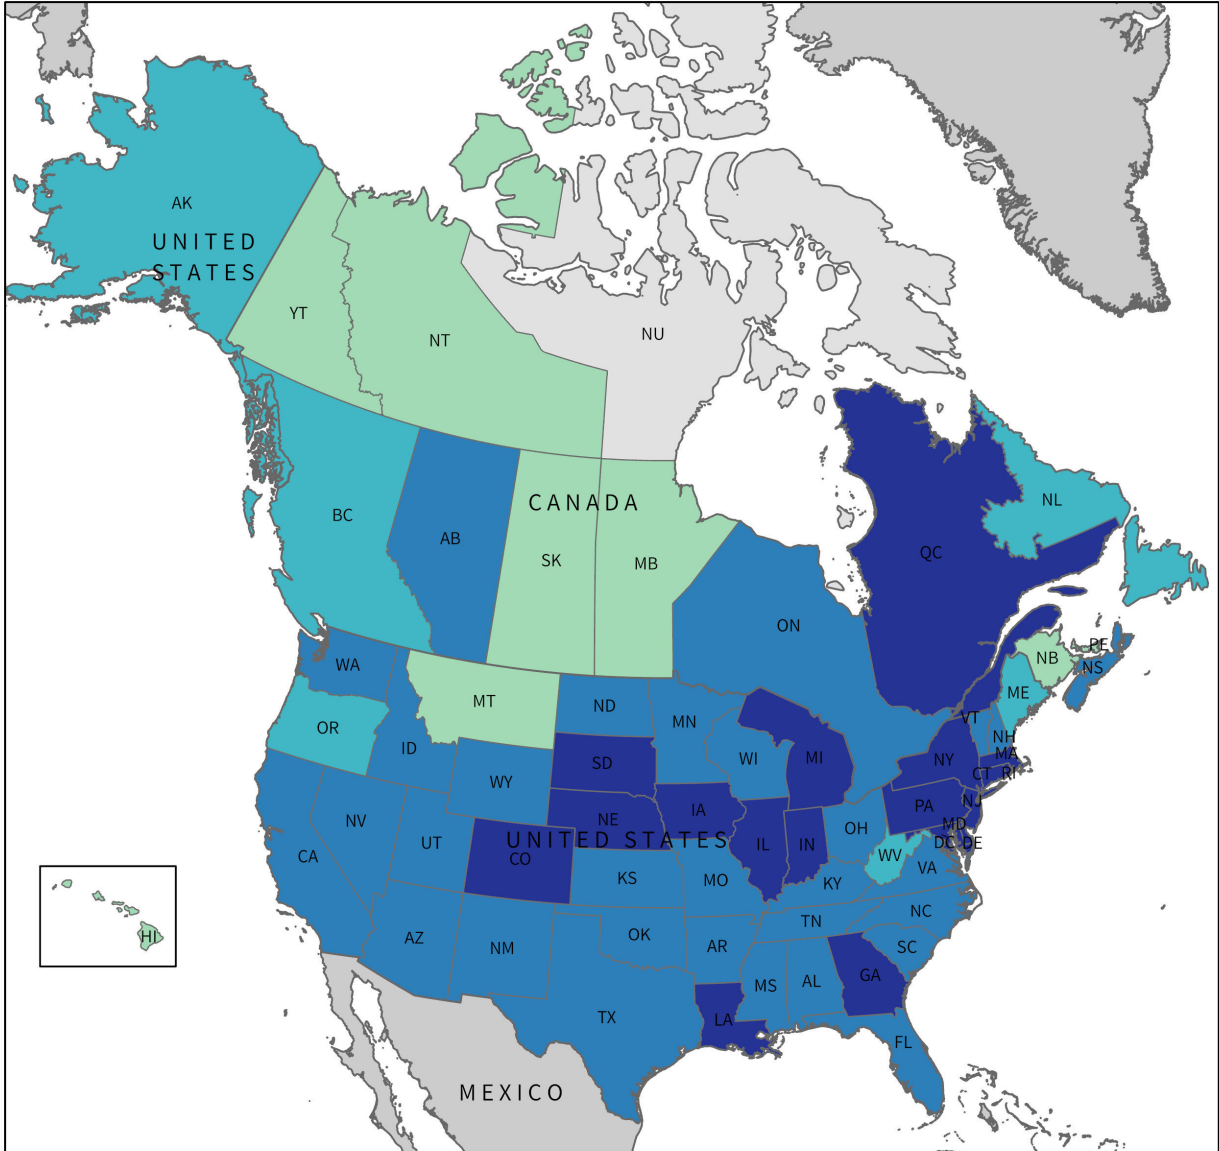 AK
UNITED
STATES
YT
NT
NU
CANADA
BC
AB
SK
MB
ON
QC
NL
PE
NB
NS
ME
WA
MT
ND
MN
OR
ID
WY
SD
WI
MI
VT
NH
NY
MA
CT
RI
NV
UT
NE
IA
PA
NJ
CA
CO
UNITED STATES
IL
IN
OH
MD
DC
DE
WV
VA
KS
MO
KY
AZ
NM
OK
AR
TN
NC
SC
HI
TX
LA
MS
AL
GA
FL
MEXICO